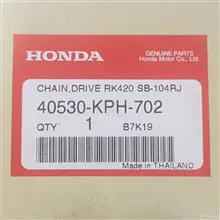 HONDA
GENUINE PARTS
Honda Motor Co., Ltd.
CHAIN,DRIVE RK420 SB-104RJ
40530-KPH-702
QTY 1 B7K19
Made in THAILAND